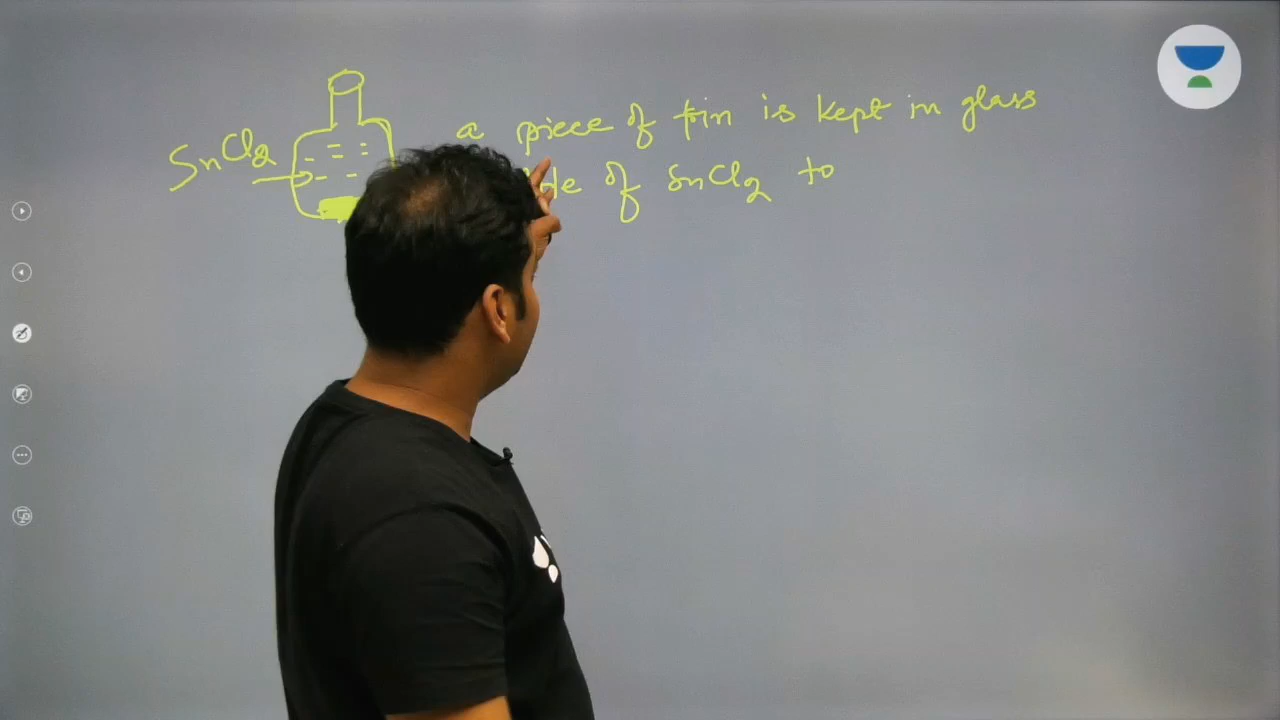 SnCl2
a piece of tin is kept in glass
of SnCl2 to